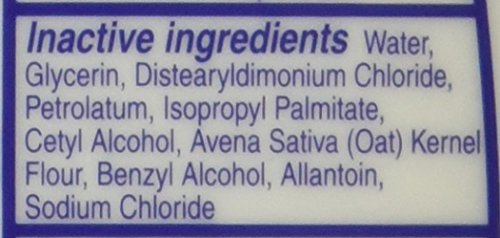 Inactive ingredients Water,
Glycerin, Distearyldimonium Chloride,
Petrolatum, Isopropyl Palmitate,
Cetyl Alcohol, Avena Sativa (Oat) Kernel
Flour, Benzyl Alcohol, Allantoin,
Sodium Chloride